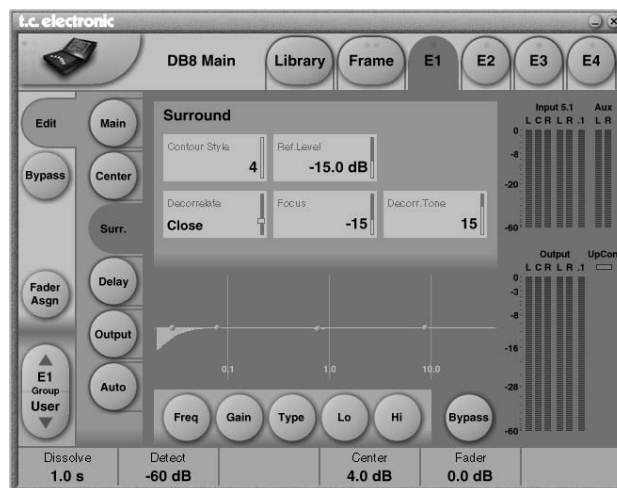 t.c. electronic
DB8 Main
Library
Frame
E1
E2
E3
E4
Edit
Bypass
Fader
Asgn
E1
Group
User
Main
Center
Surr.
Delay
Output
Auto
Surround
Contour Style
4
Ref.Level
-15.0 dB
Decorrelate
Close
Focus
-15
Decorr.Tone
15
0.1
1.0
10.0
Freq
Gain
Type
Lo
Hi
Bypass
Input 5.1
Aux
L C R L R .1
L R
0
-8
-20
-60
Output
UpCon
L C R L R .1
0
-3
-8
-16
-28
-60
Dissolve
1.0 s
Detect
-60 dB
Center
4.0 dB
Fader
0.0 dB